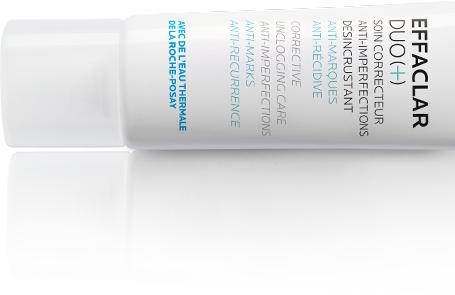 EFFACLAR
DUO(+)
SOIN CORRECTEUR
ANTI-IMPERFECTIONS
DÉSINCRUSTANT
ANTI-MARQUES
ANTI-RÉCIDIVE
CORRECTIVE
UNCLOGGING CARE
ANTI-IMPERFECTIONS
ANTI-MARKS
ANTI-RECURRENCE
AVEC DE L'EAU THERMALE
DE LA ROCHE-POSAY